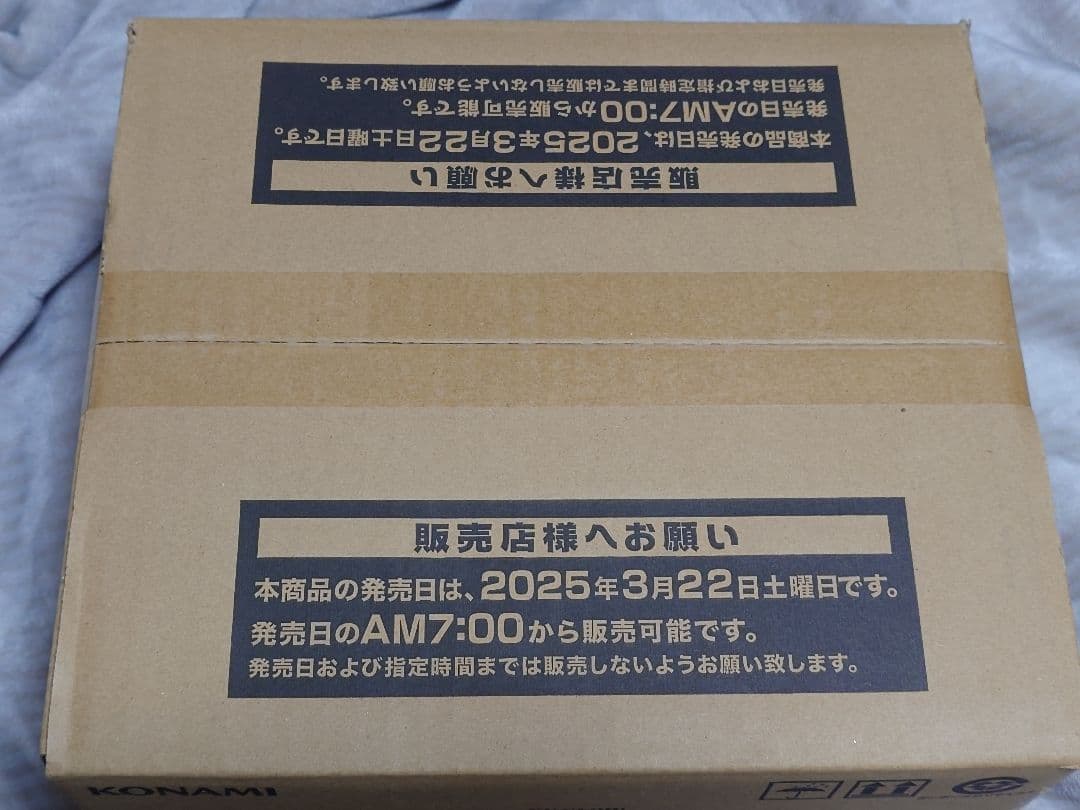 販売店様へお願い
本商品の発売日は、2025年3月22日土曜日です。
発売日のAM7:00から販売可能です。
発売日および指定時間までは販売しないようお願い致します。
販売店様へお願い
本商品の発売日は、2025年3月22日土曜日です。
発売日のAM7:00から販売可能です。
発売日および指定時間までは販売しないようお願い致します。
KONAMI